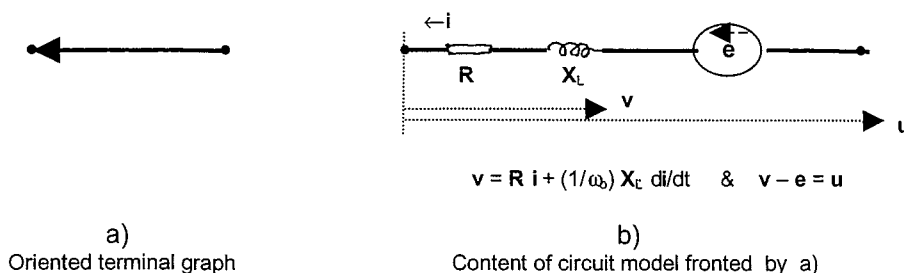 ←i
e
R
X_L
v
u
v = R i + (1/ω₀) X_L di/dt & v – e = u
a)
b)
Oriented terminal graph
Content of circuit model fronted by a)